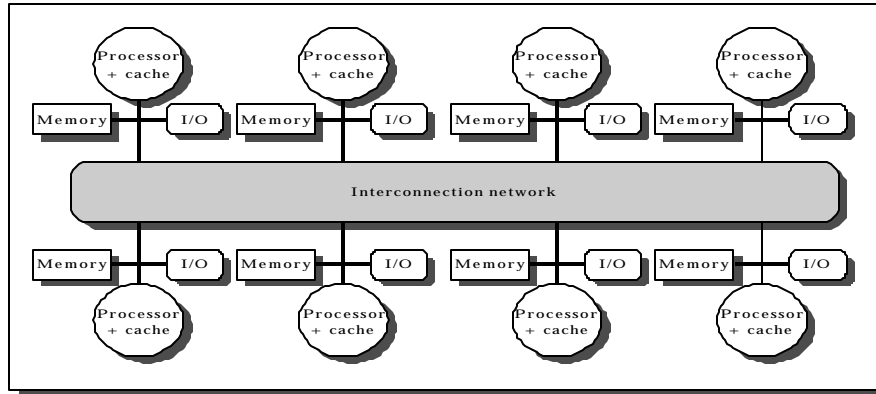 Processor
+ cache
Processor
+ cache
Processor
+ cache
Processor
+ cache
Memory
I/O
Memory
I/O
Memory
I/O
Memory
I/O
Interconnection network
Memory
I/O
Memory
I/O
Memory
I/O
Memory
I/O
Processor
+ cache
Processor
+ cache
Processor
+ cache
Processor
+ cache